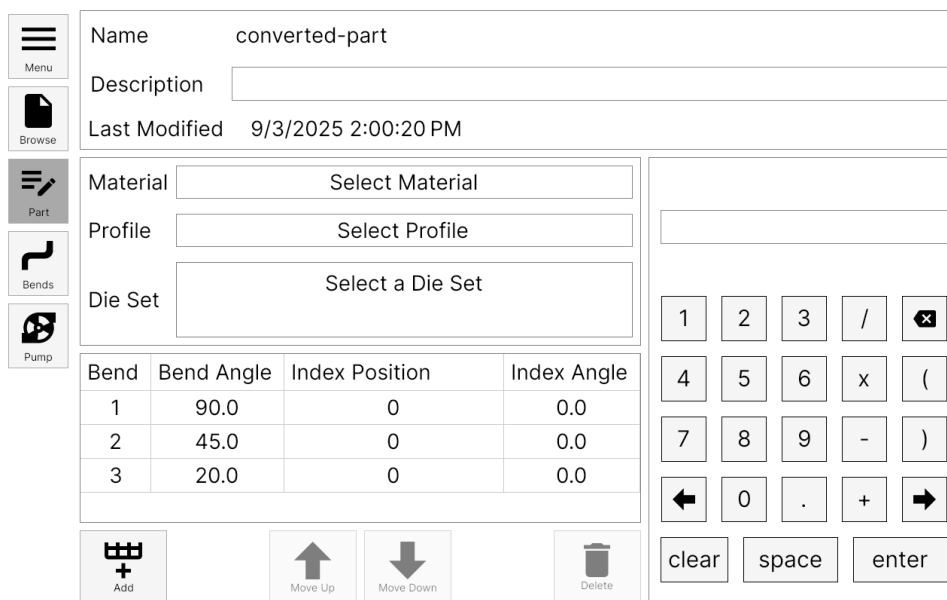 Menu
Browse
Part
Bends
Pump
Name converted-part
Description
Last Modified 9/3/2025 2:00:20 PM
Material Select Material
Profile Select Profile
Die Set Select a Die Set
Bend Bend Angle Index Position Index Angle
1 90.0 0 0.0
2 45.0 0 0.0
3 20.0 0 0.0
Add
Move Up
Move Down
Delete
1 2 3 /
4 5 6 x (
7 8 9 - )
0 . +
clear space enter